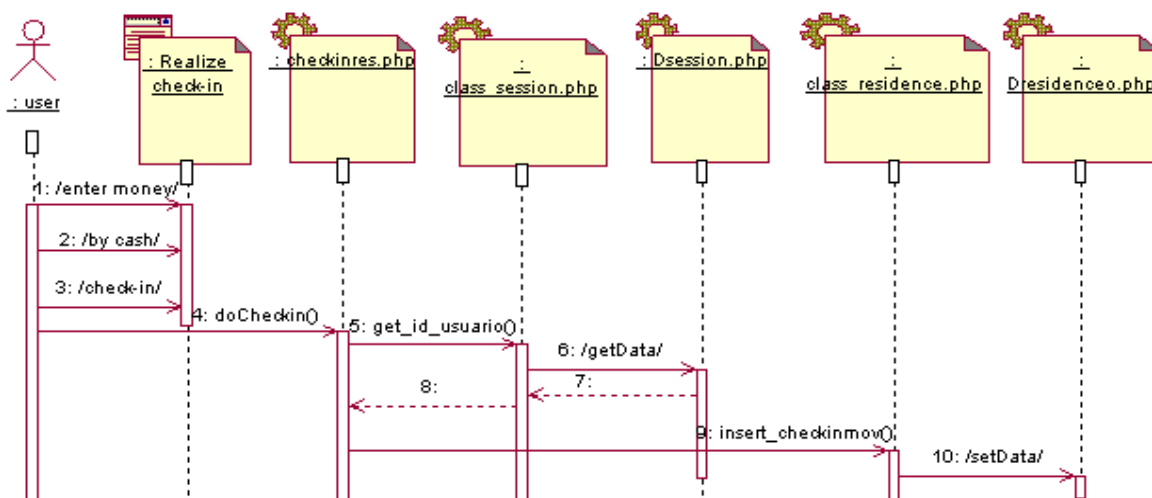 : Realize
check-in
: checkinres.php
:
class_session.php
: Dsession.php
:
class_residence.php
:
Dresidenceo.php
: user
1: /enter money/
2: /by cash/
3: /check-in/
4: doCheckin()
5: get_id_usuario()
6: /getData/
7:
8:
9: insert_checkinmov()
10: /setData/